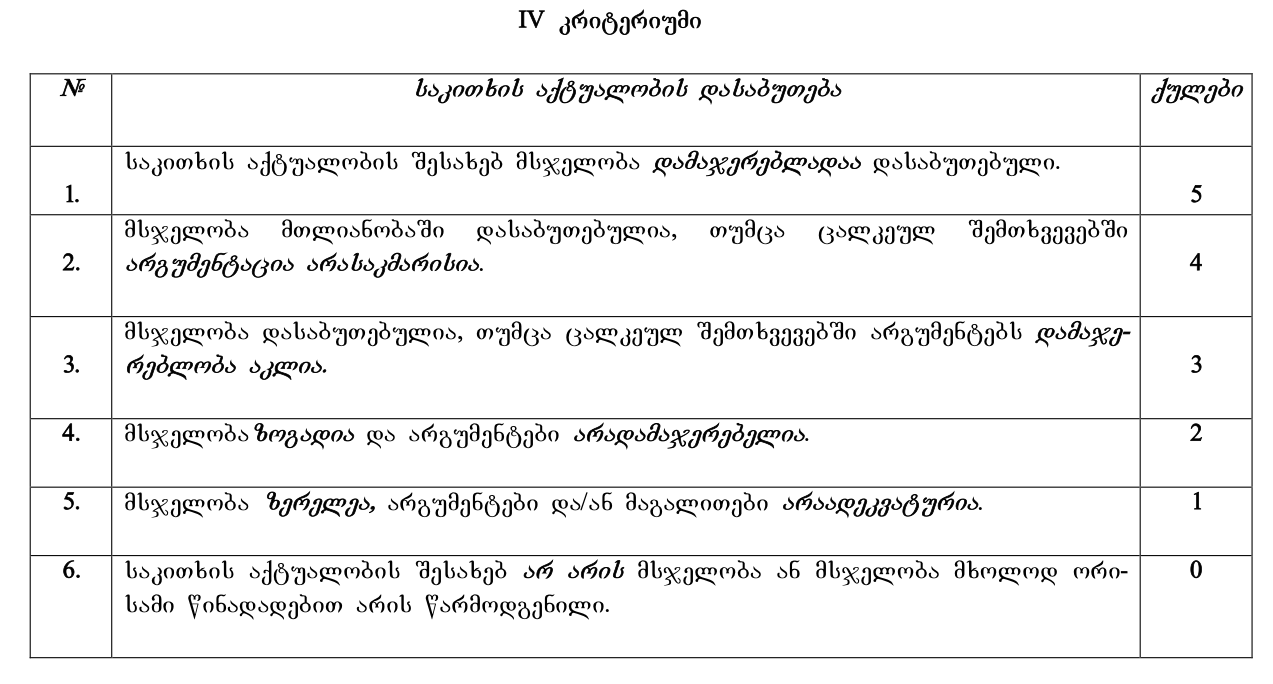 IV კრიტერიუმი
№ საკითხის აქტუალობის დასაბუთება ქულები
საკითხის აქტუალობის შესახებ მსჯელობა დამაჯერებლადაა დასაბუთებული.
1. 5
მსჯელობა მთლიანობაში დასაბუთებულია, თუმცა ცალკეულ შემთხვევებში
2. არგუმენტაცია არასაკმარისია. 4
მსჯელობა დასაბუთებულია, თუმცა ცალკეულ შემთხვევებში არგუმენტებს დამაჯე-
3. რებლობა აკლია. 3
4. მსჯელობა ზოგადია და არგუმენტები არადამაჯერებელია. 2
5. მსჯელობა ზერელეა, არგუმენტები და/ან მაგალითები არაადეკვატურია. 1
6. საკითხის აქტუალობის შესახებ არ არის მსჯელობა ან მსჯელობა მხოლოდ ორი- 0
სამი წინადადებით არის წარმოდგენილი.